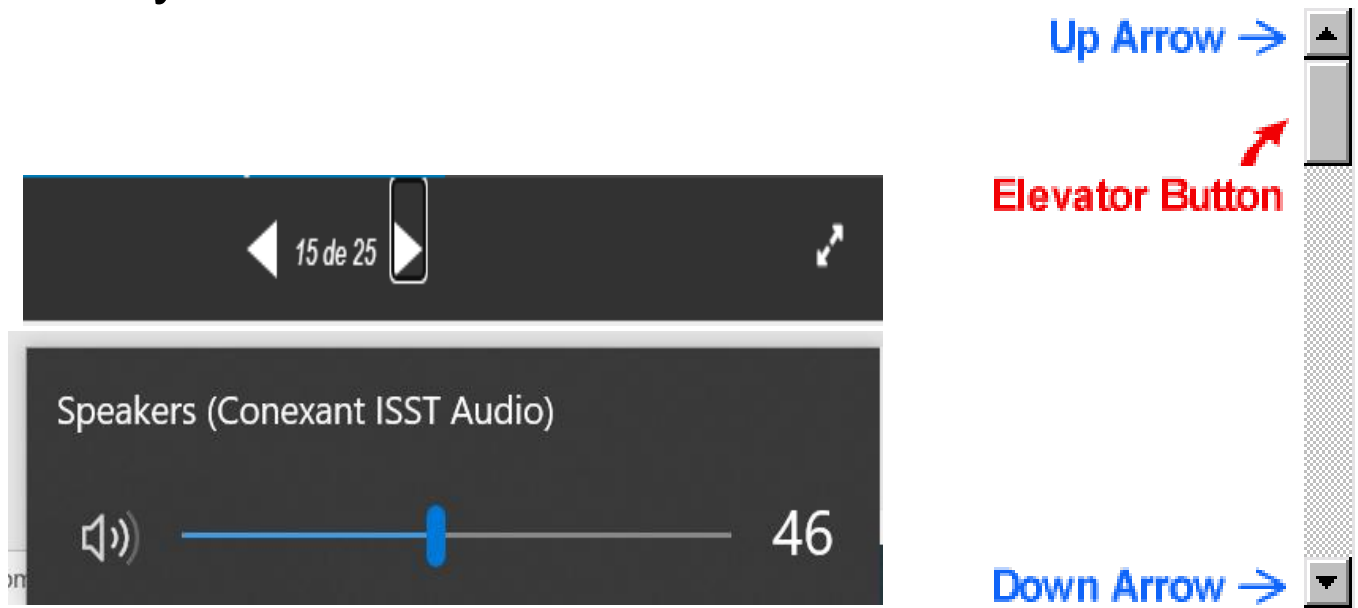 Up Arrow →
Elevator Button
15 de 25
Speakers (Conexant ISST Audio)
46
Down Arrow →